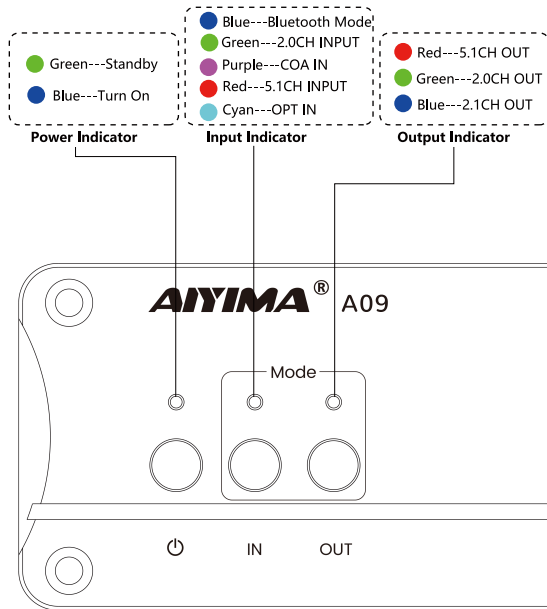 Green---Standby
Blue---Turn On
Power Indicator
Blue---Bluetooth Mode
Green---2.0CH INPUT
Purple---COA IN
Red---5.1CH INPUT
Cyan---OPT IN
Input Indicator
Red---5.1CH OUT
Green---2.0CH OUT
Blue---2.1CH OUT
Output Indicator
AIYIMA® A09
Mode
IN
OUT